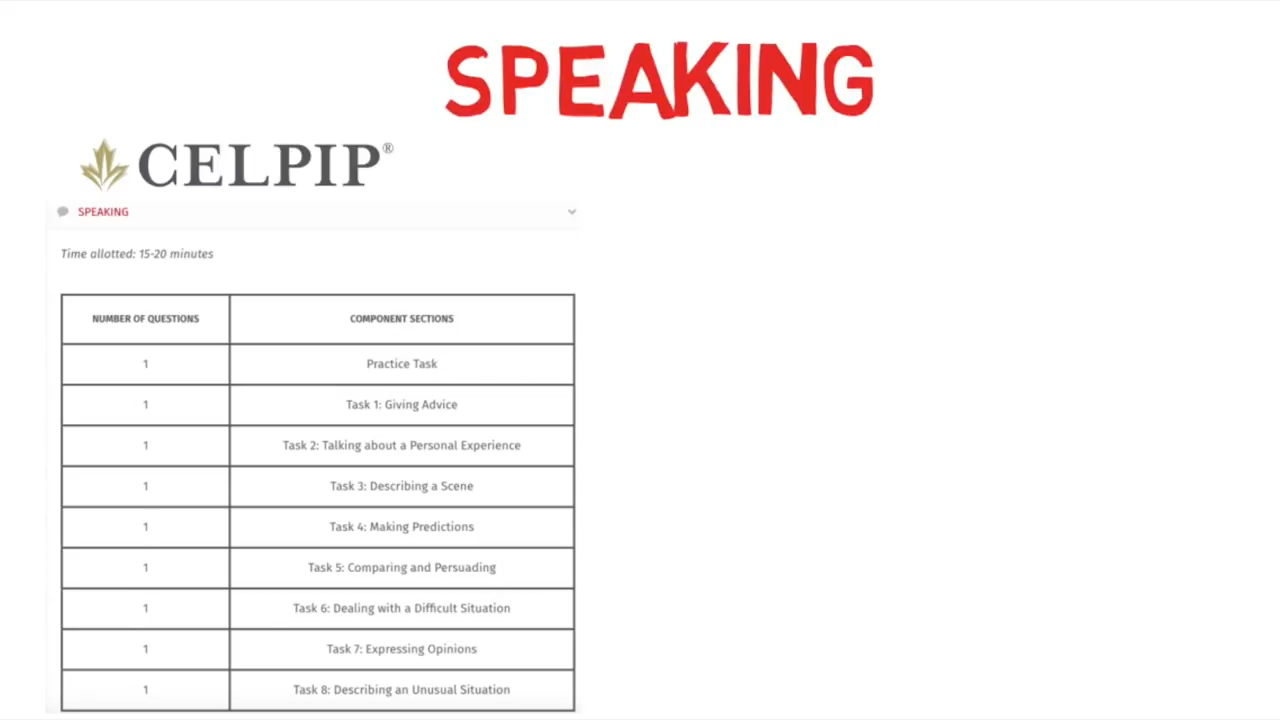 SPEAKING
CELPIP®
SPEAKING
Time allotted: 15-20 minutes
NUMBER OF QUESTIONS COMPONENT SECTIONS
1 Practice Task
1 Task 1: Giving Advice
1 Task 2: Talking about a Personal Experience
1 Task 3: Describing a Scene
1 Task 4: Making Predictions
1 Task 5: Comparing and Persuading
1 Task 6: Dealing with a Difficult Situation
1 Task 7: Expressing Opinions
1 Task 8: Describing an Unusual Situation